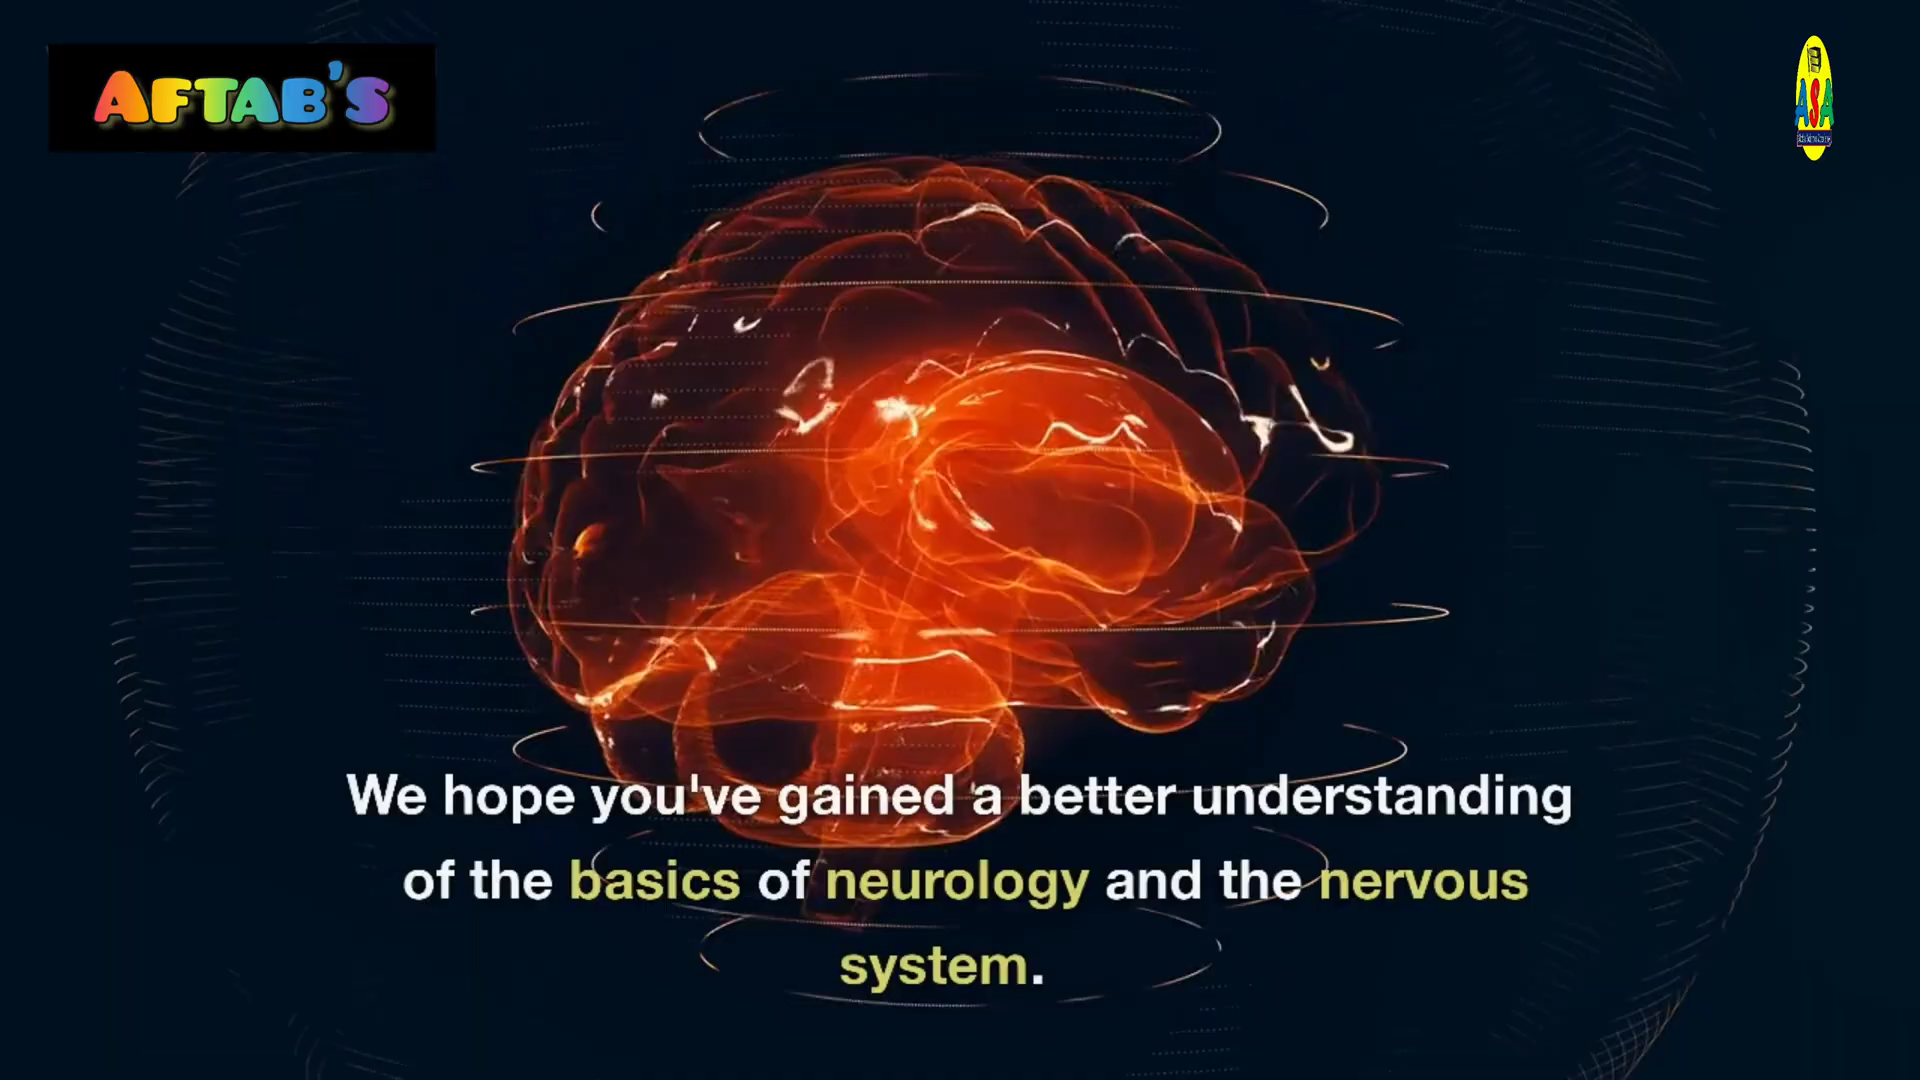 AFTAB'S
ASA
We hope you've gained a better understanding
of the basics of neurology and the nervous
system.